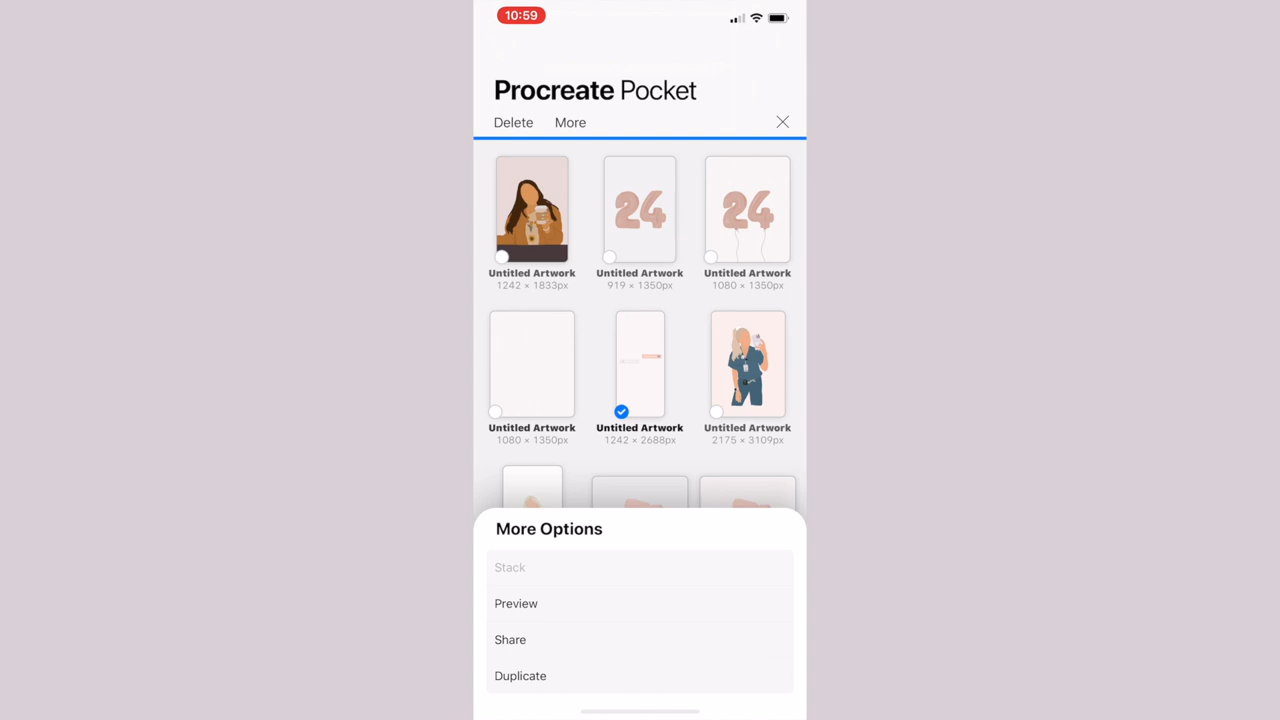 10:59
Procreate Pocket
Delete More
24 24
Untitled Artwork Untitled Artwork Untitled Artwork
1242 × 1833px 919 × 1350px 1080 × 1350px
Untitled Artwork Untitled Artwork Untitled Artwork
1080 × 1350px 1242 × 2688px 2175 × 3109px
More Options
Stack
Preview
Share
Duplicate